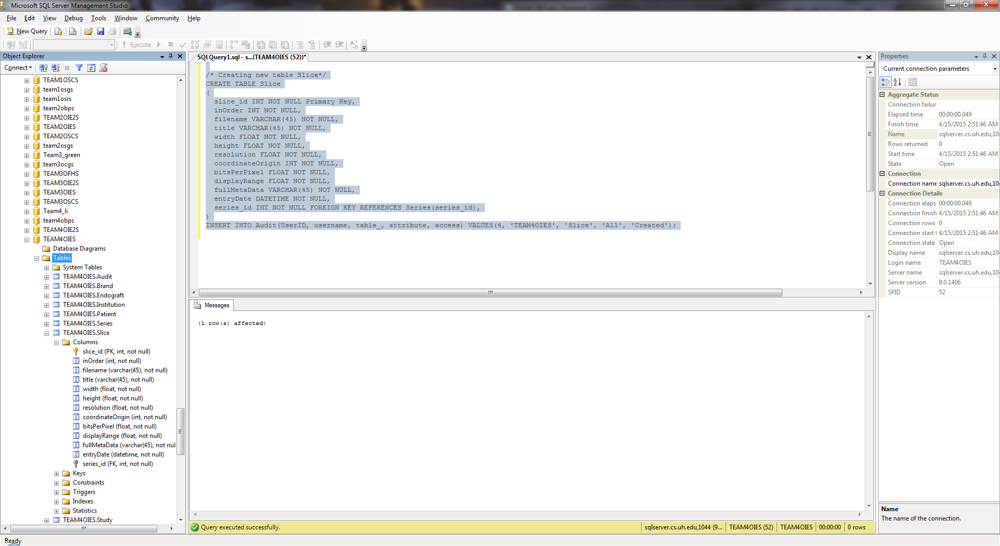 Microsoft SQL Server Management Studio
File Edit View Debug Tools Window Community Help
New Query
Execute
Object Explorer
Connect
TEAM1OSCS
team1osgs
team1osrs
team2obps
TEAM2OIE2S
TEAM2OIES
TEAM2OSCS
team2osgs
Team3_green
team3ocgs
TEAM3OFHS
TEAM3OIE2S
TEAM3OIES
TEAM3OSCS
Team4_li
team4obps
TEAM4OIE2S
TEAM4OIES
Database Diagrams
Tables
System Tables
TEAM4OIES.Audit
TEAM4OIES.Brand
TEAM4OIES.Endograft
TEAM4OIES.Institution
TEAM4OIES.Patient
TEAM4OIES.Series
TEAM4OIES.Slice
Columns
slice_id (PK, int, not null)
inOrder (int, not null)
filename (varchar(45), not null)
title (varchar(45), not null)
width (float, not null)
height (float, not null)
resolution (float, not null)
coordinateOrigin (int, not null)
bitsPerPixel (float, not null)
displayRange (float, not null)
fullMetaData (varchar(45), not nul
entryDate (datetime, not null)
series_id (FK, int, not null)
Keys
Constraints
Triggers
Indexes
Statistics
TEAM4OIES.Study
SQLQuery1.sql - s...(TEAM4OIES (52))*
/* Creating new table Slice*/
CREATE TABLE Slice
(
slice_id INT NOT NULL Primary Key,
inOrder INT NOT NULL,
filename VARCHAR(45) NOT NULL,
title VARCHAR(45) NOT NULL,
width FLOAT NOT NULL,
height FLOAT NOT NULL,
resolution FLOAT NOT NULL,
coordinateOrigin INT NOT NULL,
bitsPerPixel FLOAT NOT NULL,
displayRange FLOAT NOT NULL,
fullMetaData VARCHAR(45) NOT NULL,
entryDate DATETIME NOT NULL,
series_id INT NOT NULL FOREIGN KEY REFERENCES Series(series_id),
)
INSERT INTO Audit(UserID, username, table_, attribute, access) VALUES(4, 'TEAM4OIES', 'Slice', 'All', 'Created');
Messages
(1 row(s) affected)
Query executed successfully.
sqlserver.cs.uh.edu,1044 (9... TEAM4OIES (52) TEAM4OIES 00:00:00 0 rows
Properties
Current connection parameters
Aggregate Status
Connection failur
Elapsed time 00:00:00.049
Finish time 4/15/2015 2:51:46 AM
Name sqlserver.cs.uh.edu,104
Rows returned 0
Start time 4/15/2015 2:51:46 AM
State Open
Connection
Connection name sqlserver.cs.uh.edu,104
Connection Details
Connection elaps 00:00:00.049
Connection finish 4/15/2015 2:51:46 AM
Connection rows 0
Connection start t 4/15/2015 2:51:46 AM
Connection state Open
Display name sqlserver.cs.uh.edu,104
Login name TEAM4OIES
Server name sqlserver.cs.uh.edu,104
Server version 9.0.1406
SPID 52
Name
The name of the connection.
Ready